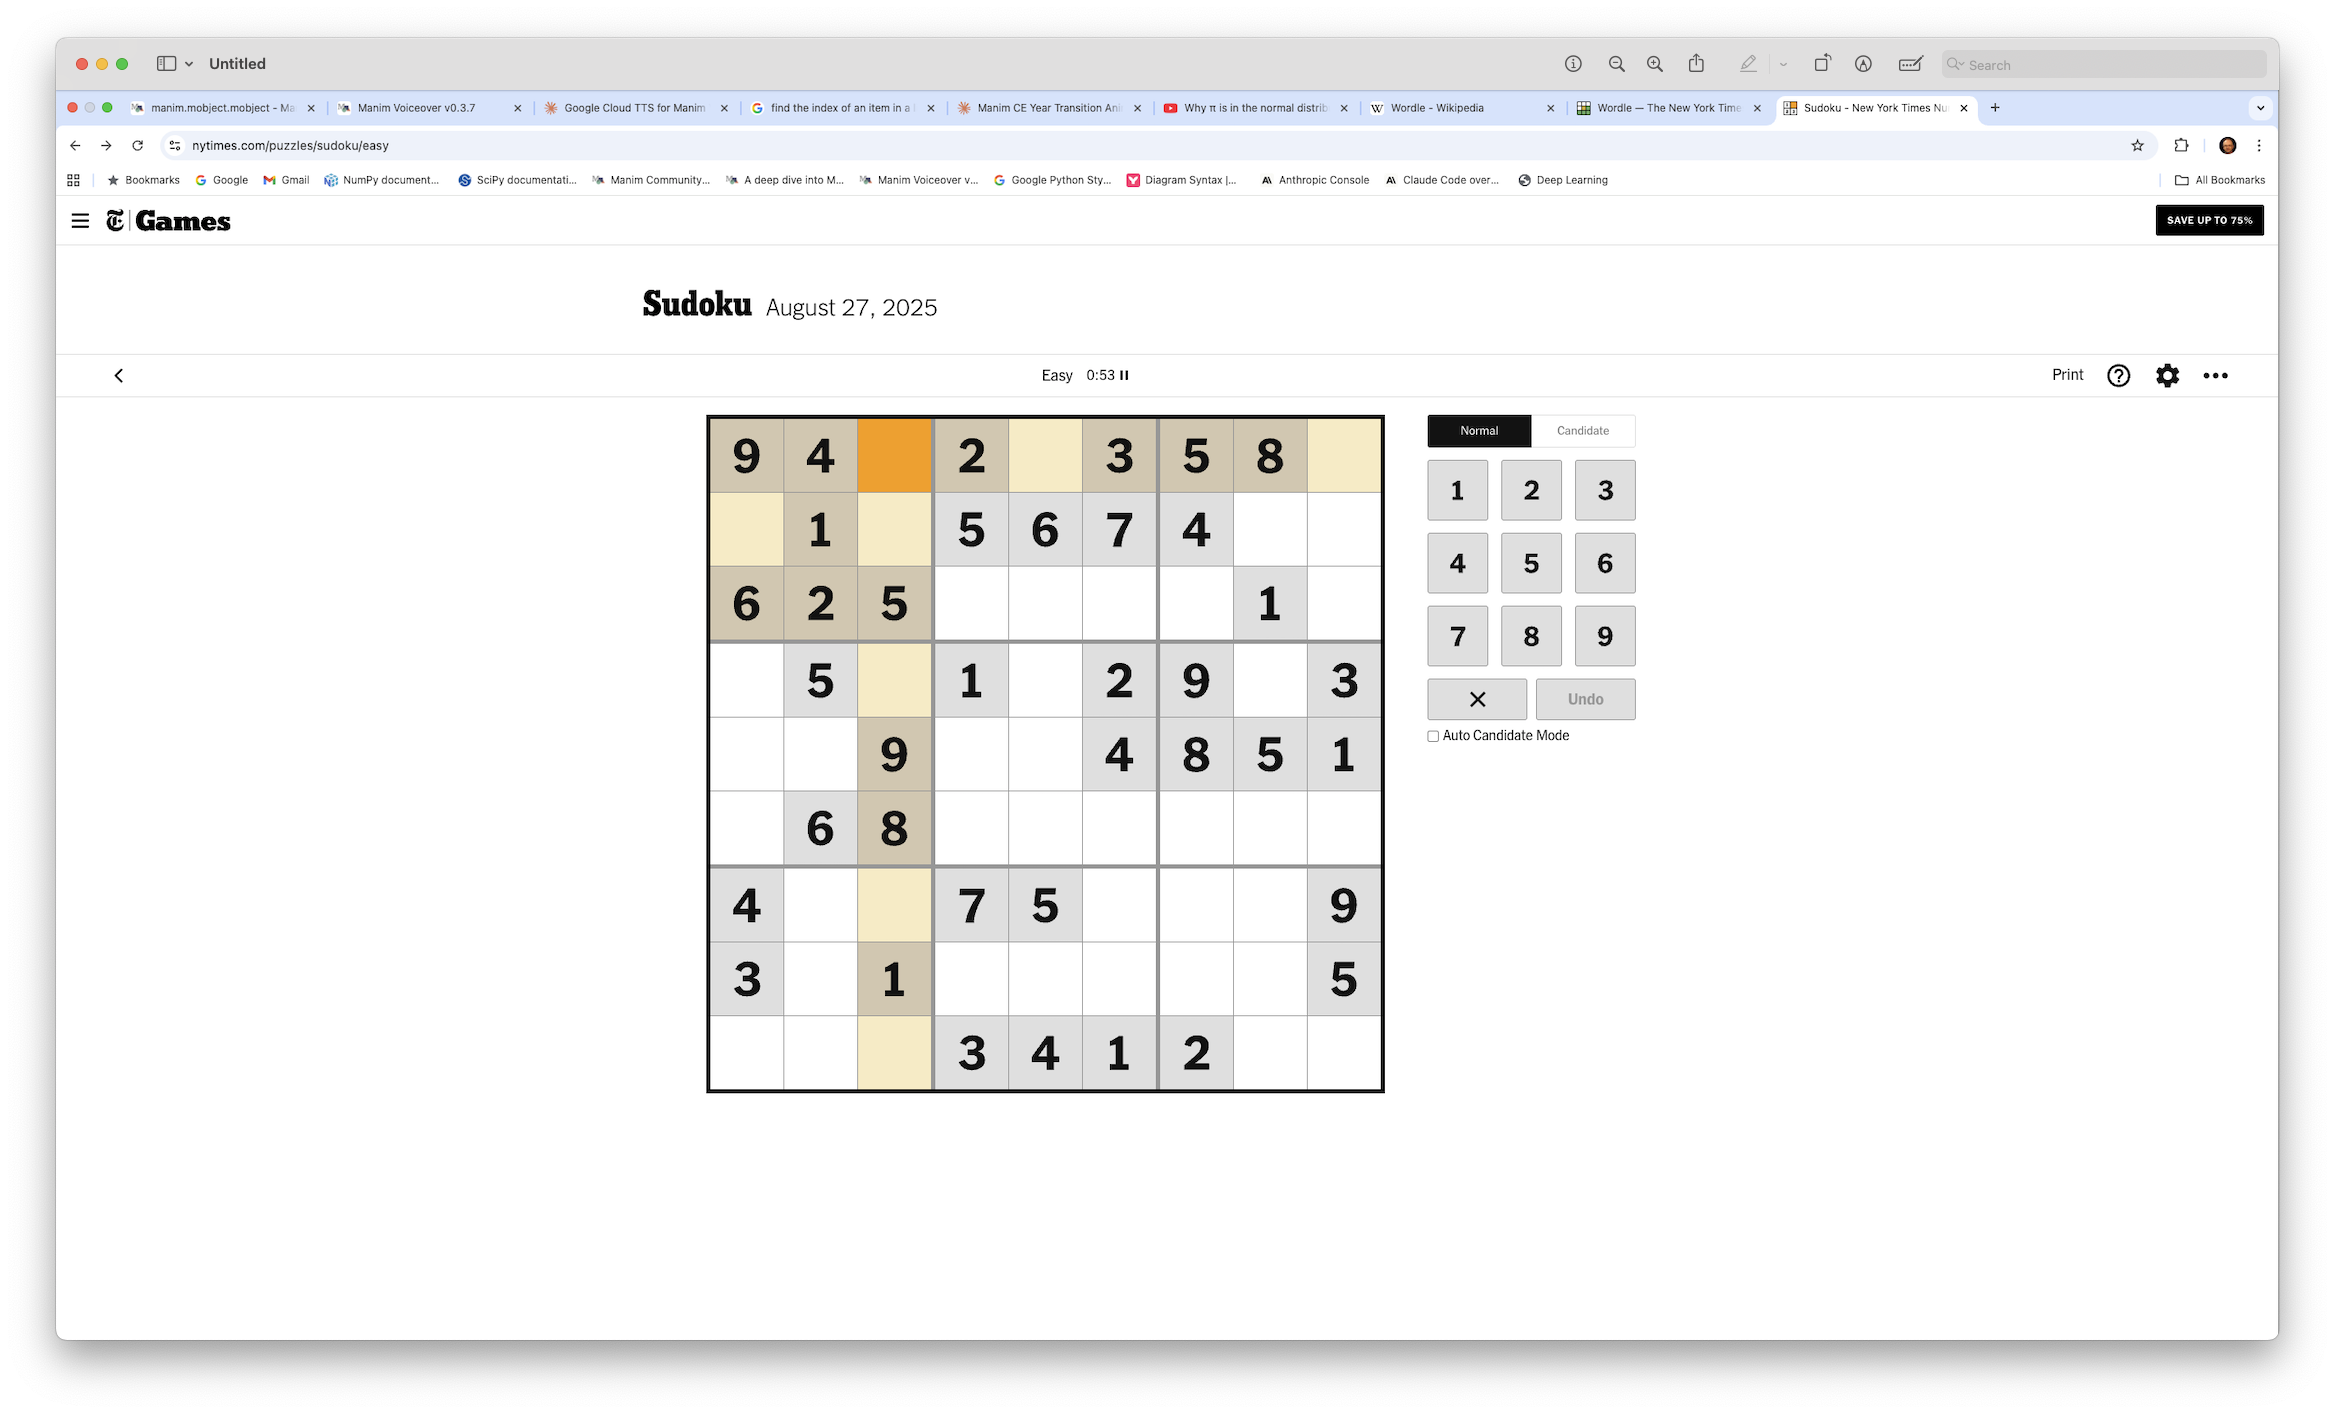 Untitled
Search
manim.mobject.mobject - Ma
Manim Voiceover v0.3.7
Google Cloud TTS for Manim
find the index of an item in a
Manim CE Year Transition Ani
Why π is in the normal distrib
Wordle - Wikipedia
Wordle — The New York Time
Sudoku - New York Times Nu
nytimes.com/puzzles/sudoku/easy
Bookmarks
Google
Gmail
NumPy document...
SciPy documentati...
Manim Community...
A deep dive into M...
Manim Voiceover v...
Google Python Sty...
Diagram Syntax |...
Anthropic Console
Claude Code over...
Deep Learning
All Bookmarks
T Games
SAVE UP TO 75%
Sudoku August 27, 2025
Easy 0:53
Print
9 4 2 3 5 8
1 5 6 7 4
6 2 5 1
5 1 2 9 3
9 4 8 5 1
6 8
4 7 5 9
3 1 5
3 4 1 2
Normal Candidate
1 2 3
4 5 6
7 8 9
Undo
Auto Candidate Mode